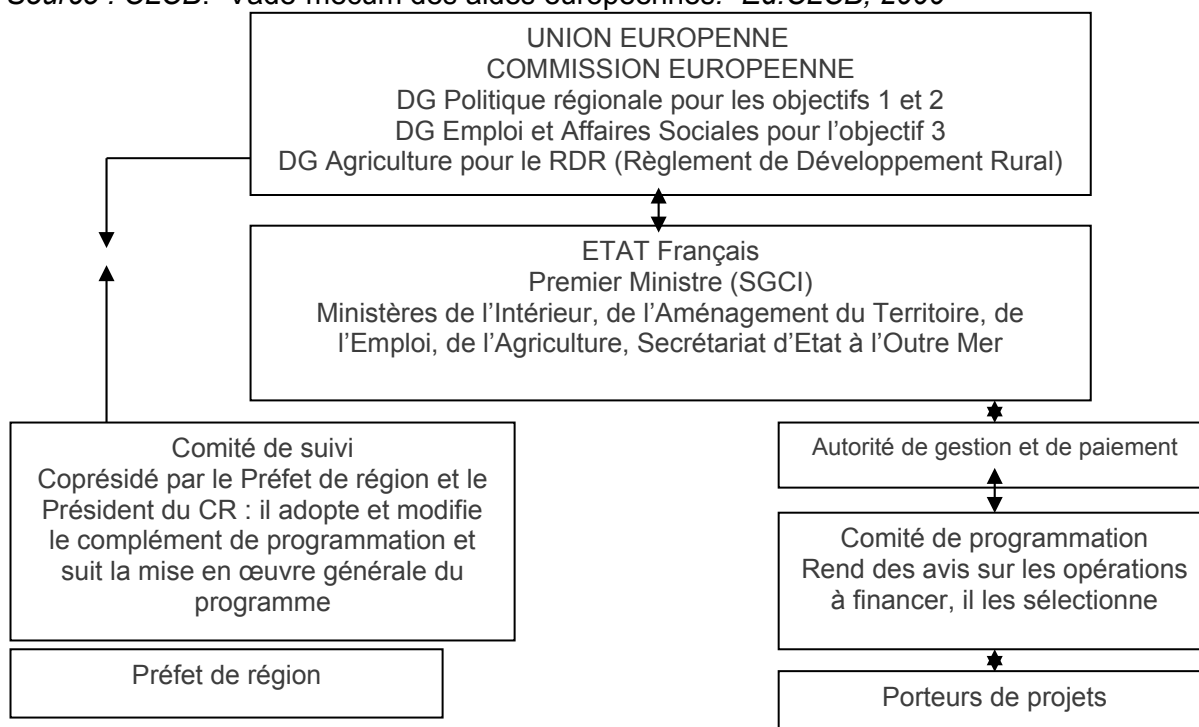 UNION EUROPENNE
COMMISSION EUROPEENNE
DG Politique régionale pour les objectifs 1 et 2
DG Emploi et Affaires Sociales pour l’objectif 3
DG Agriculture pour le RDR (Règlement de Développement Rural)
ETAT Français
Premier Ministre (SGCI)
Ministères de l’Intérieur, de l’Aménagement du Territoire, de
l’Emploi, de l’Agriculture, Secrétariat d’Etat à l’Outre Mer
Comité de suivi
Coprésidé par le Préfet de région et le
Président du CR : il adopte et modifie
le complément de programmation et
suit la mise en œuvre générale du
programme
Préfet de région
Autorité de gestion et de paiement
Comité de programmation
Rend des avis sur les opérations
à financer, il les sélectionne
Porteurs de projets